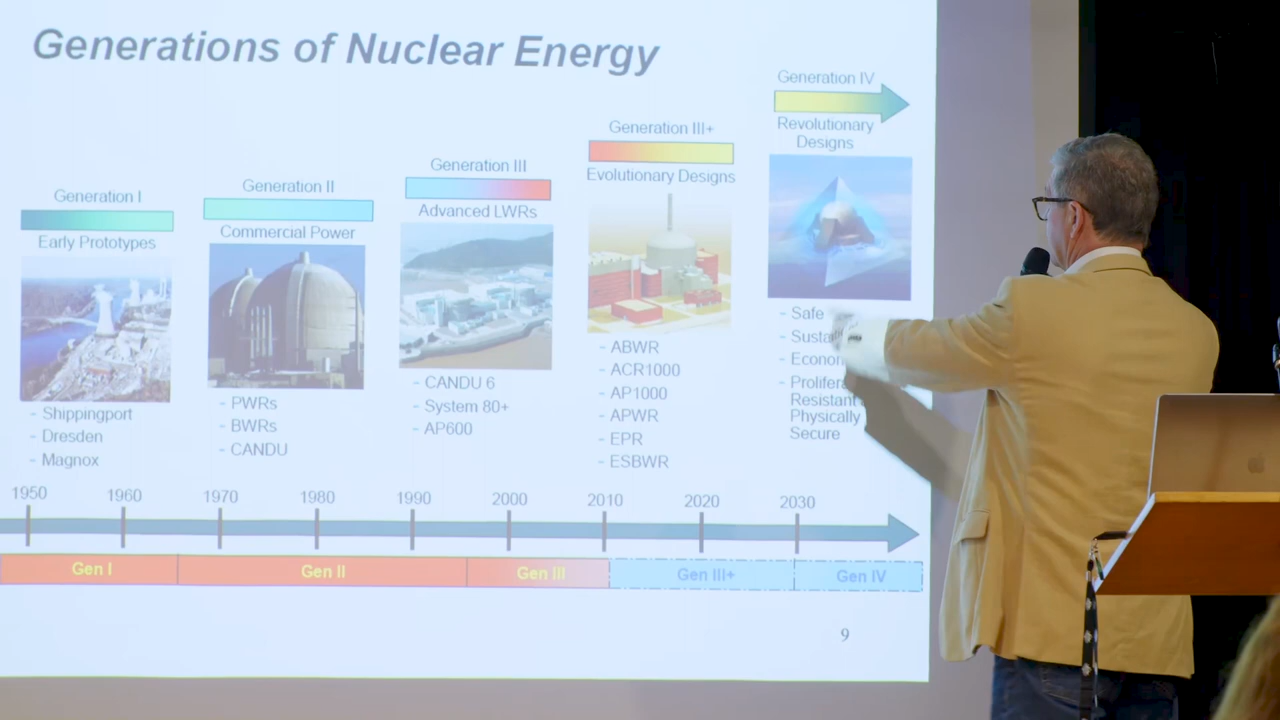 Generations of Nuclear Energy
Generation I
Early Prototypes
- Shippingport
- Dresden
- Magnox
Generation II
Commercial Power
- PWRs
- BWRs
- CANDU
Generation III
Advanced LWRs
- CANDU 6
- System 80+
- AP600
Generation III+
Evolutionary Designs
- ABWR
- ACR1000
- AP1000
- APWR
- EPR
- ESBWR
Generation IV
Revolutionary
Designs
- Safe
-
-
-
Resistant
Physically
Secure
1950 1960 1970 1980 1990 2000 2010 2020 2030
Gen I Gen II Gen III Gen III+ Gen IV
9